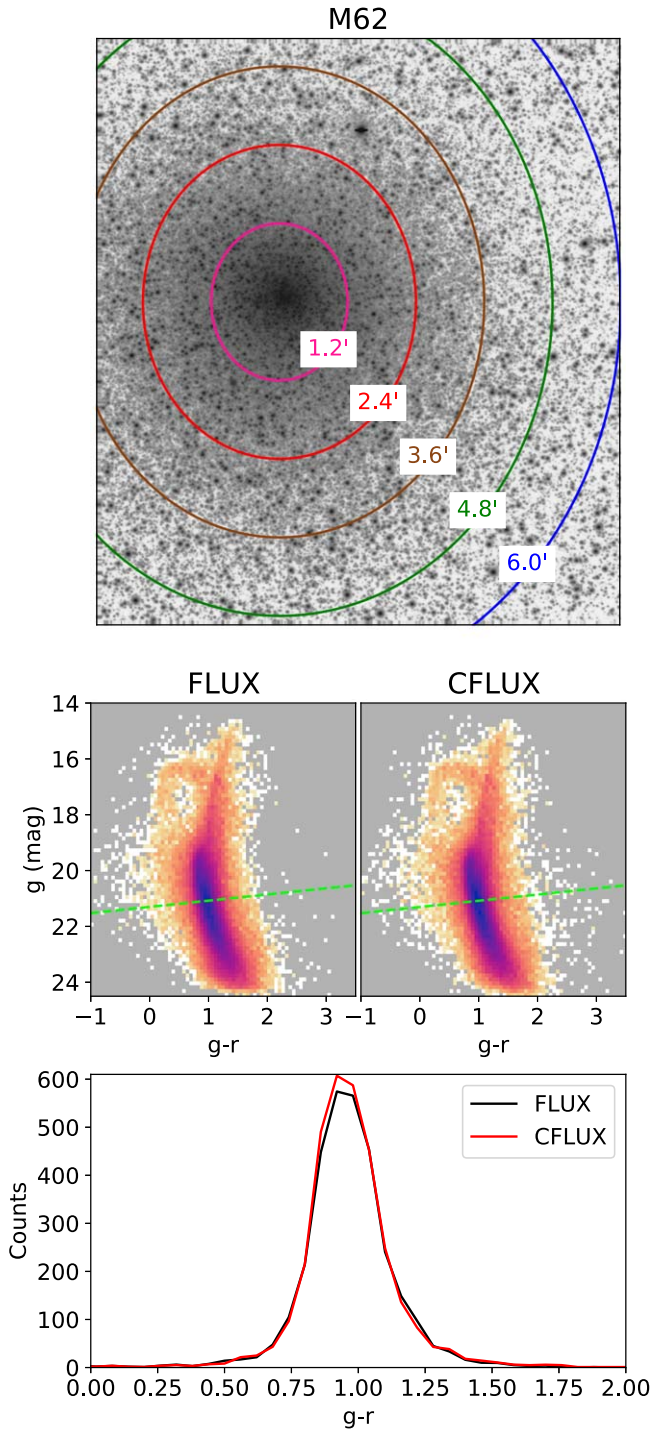 M62
1.2'
2.4'
3.6'
4.8'
6.0'
FLUX CFLUX
14
16
18
20
22
24
g (mag)
−1 0 1 2 3 −1 0 1 2 3
g-r g-r
600
500
400
300
200
100
0
Counts
FLUX
CFLUX
0.00 0.25 0.50 0.75 1.00 1.25 1.50 1.75 2.00
g-r